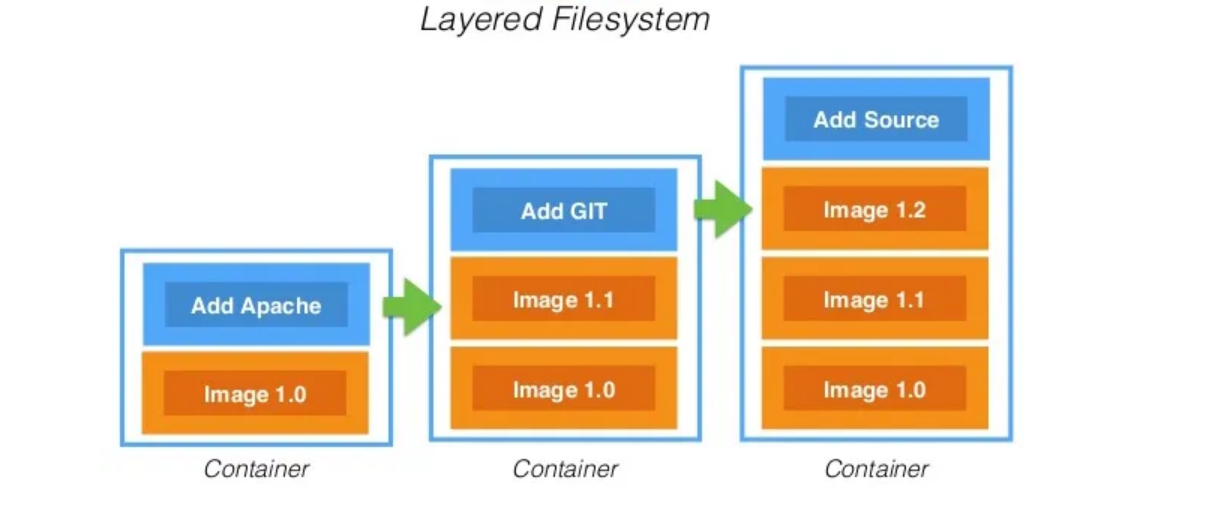 Layered Filesystem
Add Apache
Image 1.0
Container
Add GIT
Image 1.1
Image 1.0
Container
Add Source
Image 1.2
Image 1.1
Image 1.0
Container